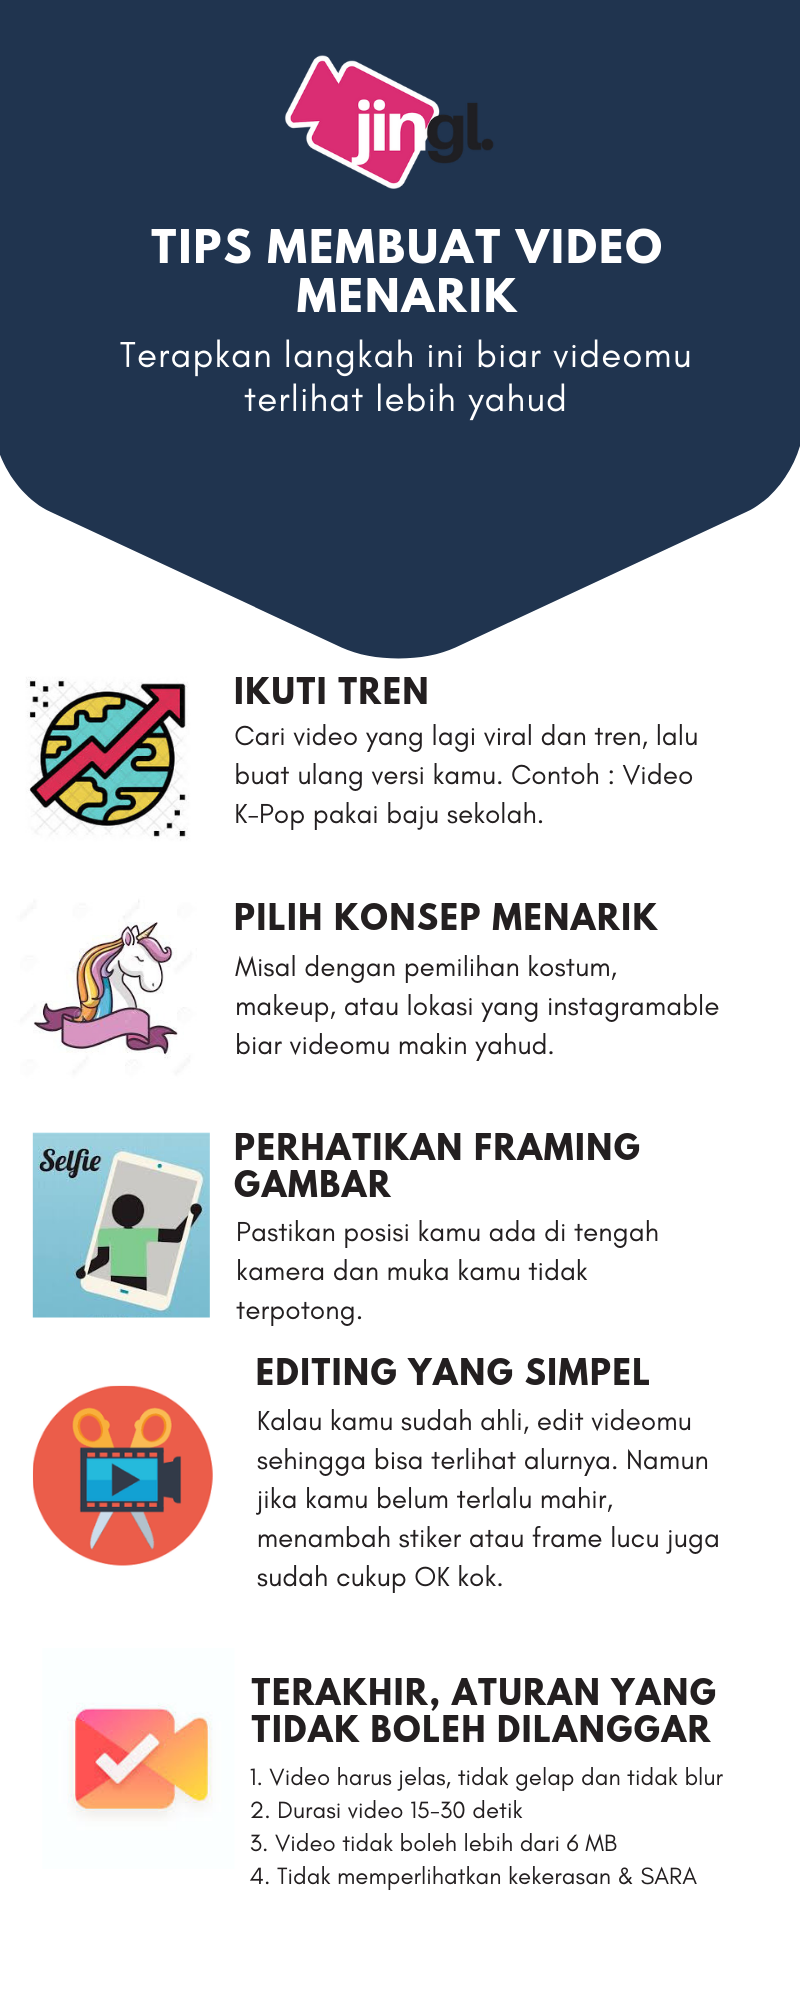 jingl.
TIPS MEMBUAT VIDEO
MENARIK
Terapkan langkah ini biar videomu
terlihat lebih yahud
IKUTI TREN
Cari video yang lagi viral dan tren, lalu
buat ulang versi kamu. Contoh : Video
K-Pop pakai baju sekolah.
PILIH KONSEP MENARIK
Misal dengan pemilihan kostum,
makeup, atau lokasi yang instagramable
biar videomu makin yahud.
Selfie
PERHATIKAN FRAMING
GAMBAR
Pastikan posisi kamu ada di tengah
kamera dan muka kamu tidak
terpotong.
EDITING YANG SIMPEL
Kalau kamu sudah ahli, edit videomu
sehingga bisa terlihat alurnya. Namun
jika kamu belum terlalu mahir,
menambah stiker atau frame lucu juga
sudah cukup OK kok.
TERAKHIR, ATURAN YANG
TIDAK BOLEH DILANGGAR
1. Video harus jelas, tidak gelap dan tidak blur
2. Durasi video 15-30 detik
3. Video tidak boleh lebih dari 6 MB
4. Tidak memperlihatkan kekerasan & SARA